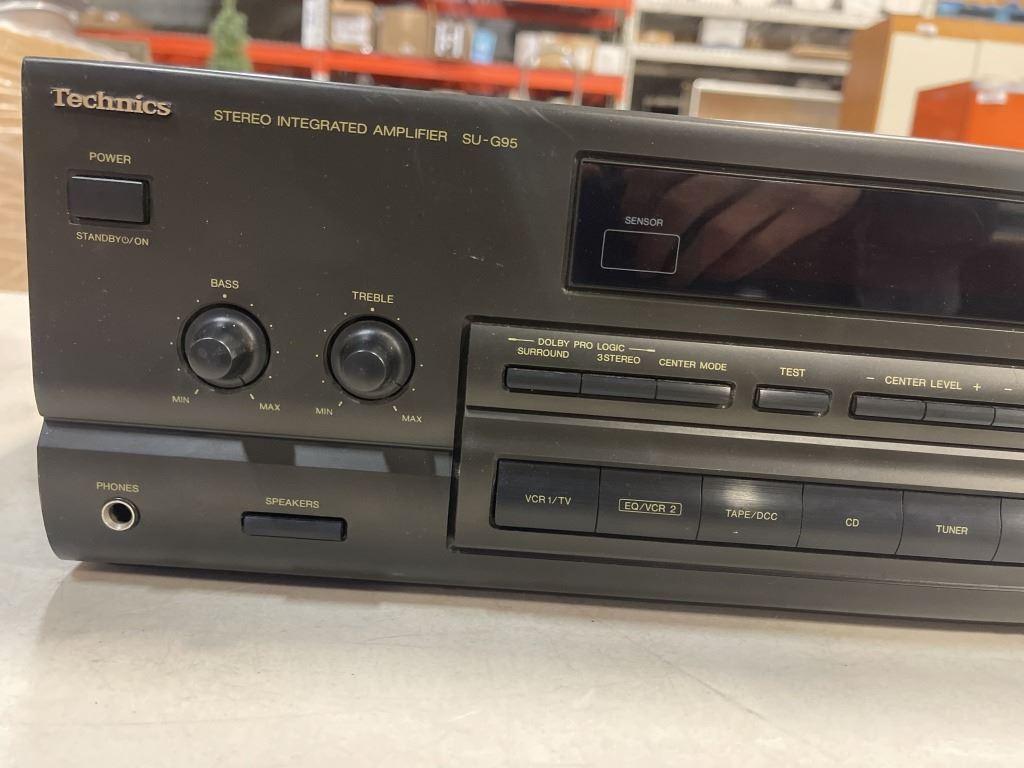 Technics
STEREO INTEGRATED AMPLIFIER SU-G95
POWER
STANDBY⏻/ON
SENSOR
BASS
MIN MAX
TREBLE
MIN MAX
DOLBY PRO LOGIC
SURROUND 3STEREO CENTER MODE
TEST
- CENTER LEVEL + -
PHONES
SPEAKERS
VCR 1/TV
EQ/VCR 2
TAPE/DCC
CD
TUNER